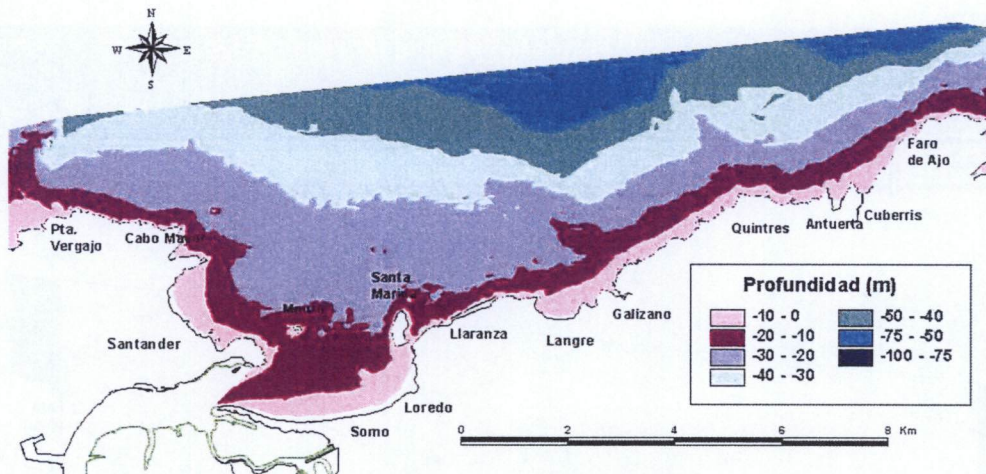 N
W E
S
Faro
de Ajo
Pta.
Vergajo
Cabo Mayor
Quintres
Antuerta
Cuberris
Santa
Marina
Profundidad (m)
-10 - 0
-20 - -10
-30 - -20
-40 - -30
-50 - -40
-75 - -50
-100 - -75
Galizano
Llaranza
Langre
Santander
Loredo
Somo
0 2 4 6 8 Km